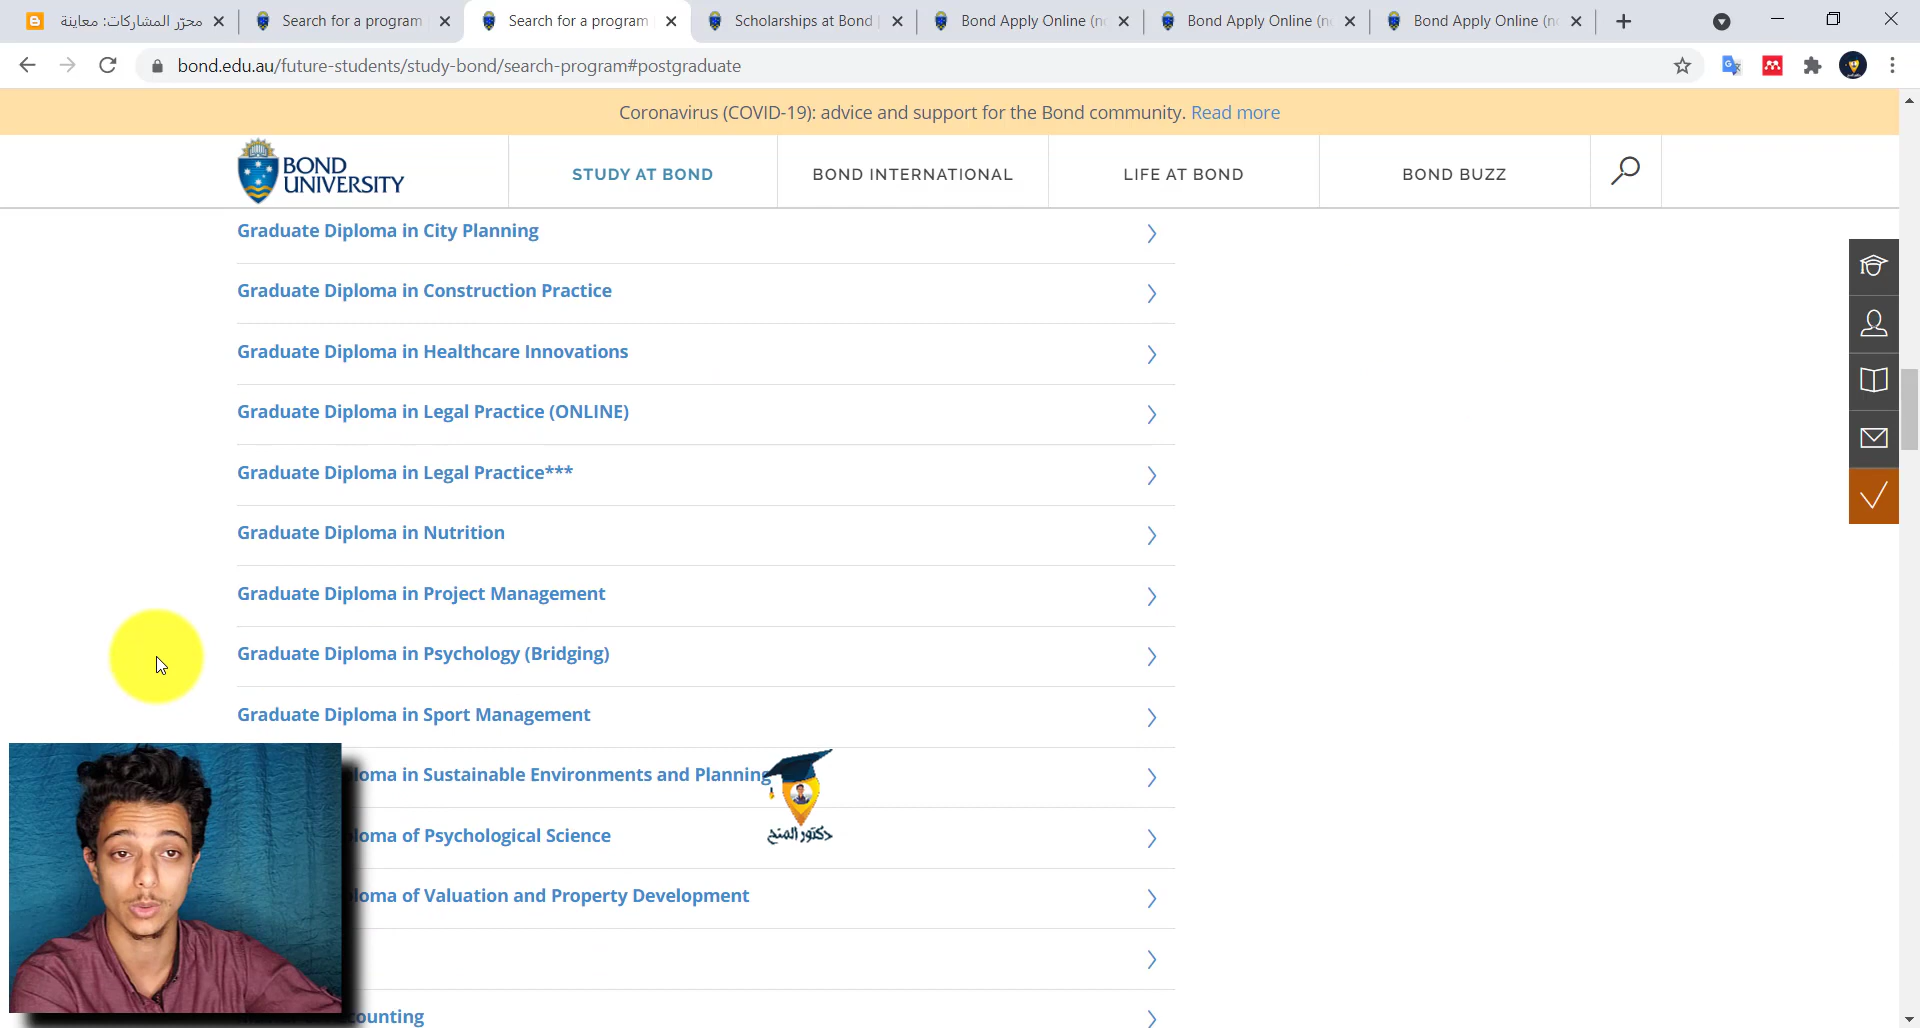 محرّر المشاركات: معاينة
Search for a program
Search for a program
Scholarships at Bond
Bond Apply Online (n
Bond Apply Online (n
Bond Apply Online (n
bond.edu.au/future-students/study-bond/search-program#postgraduate
Coronavirus (COVID-19): advice and support for the Bond community. Read more
BOND UNIVERSITY
STUDY AT BOND
BOND INTERNATIONAL
LIFE AT BOND
BOND BUZZ
Graduate Diploma in City Planning
Graduate Diploma in Construction Practice
Graduate Diploma in Healthcare Innovations
Graduate Diploma in Legal Practice (ONLINE)
Graduate Diploma in Legal Practice***
Graduate Diploma in Nutrition
Graduate Diploma in Project Management
Graduate Diploma in Psychology (Bridging)
Graduate Diploma in Sport Management
loma in Sustainable Environments and Planning
loma of Psychological Science
loma of Valuation and Property Development
دكتور المنح
counting